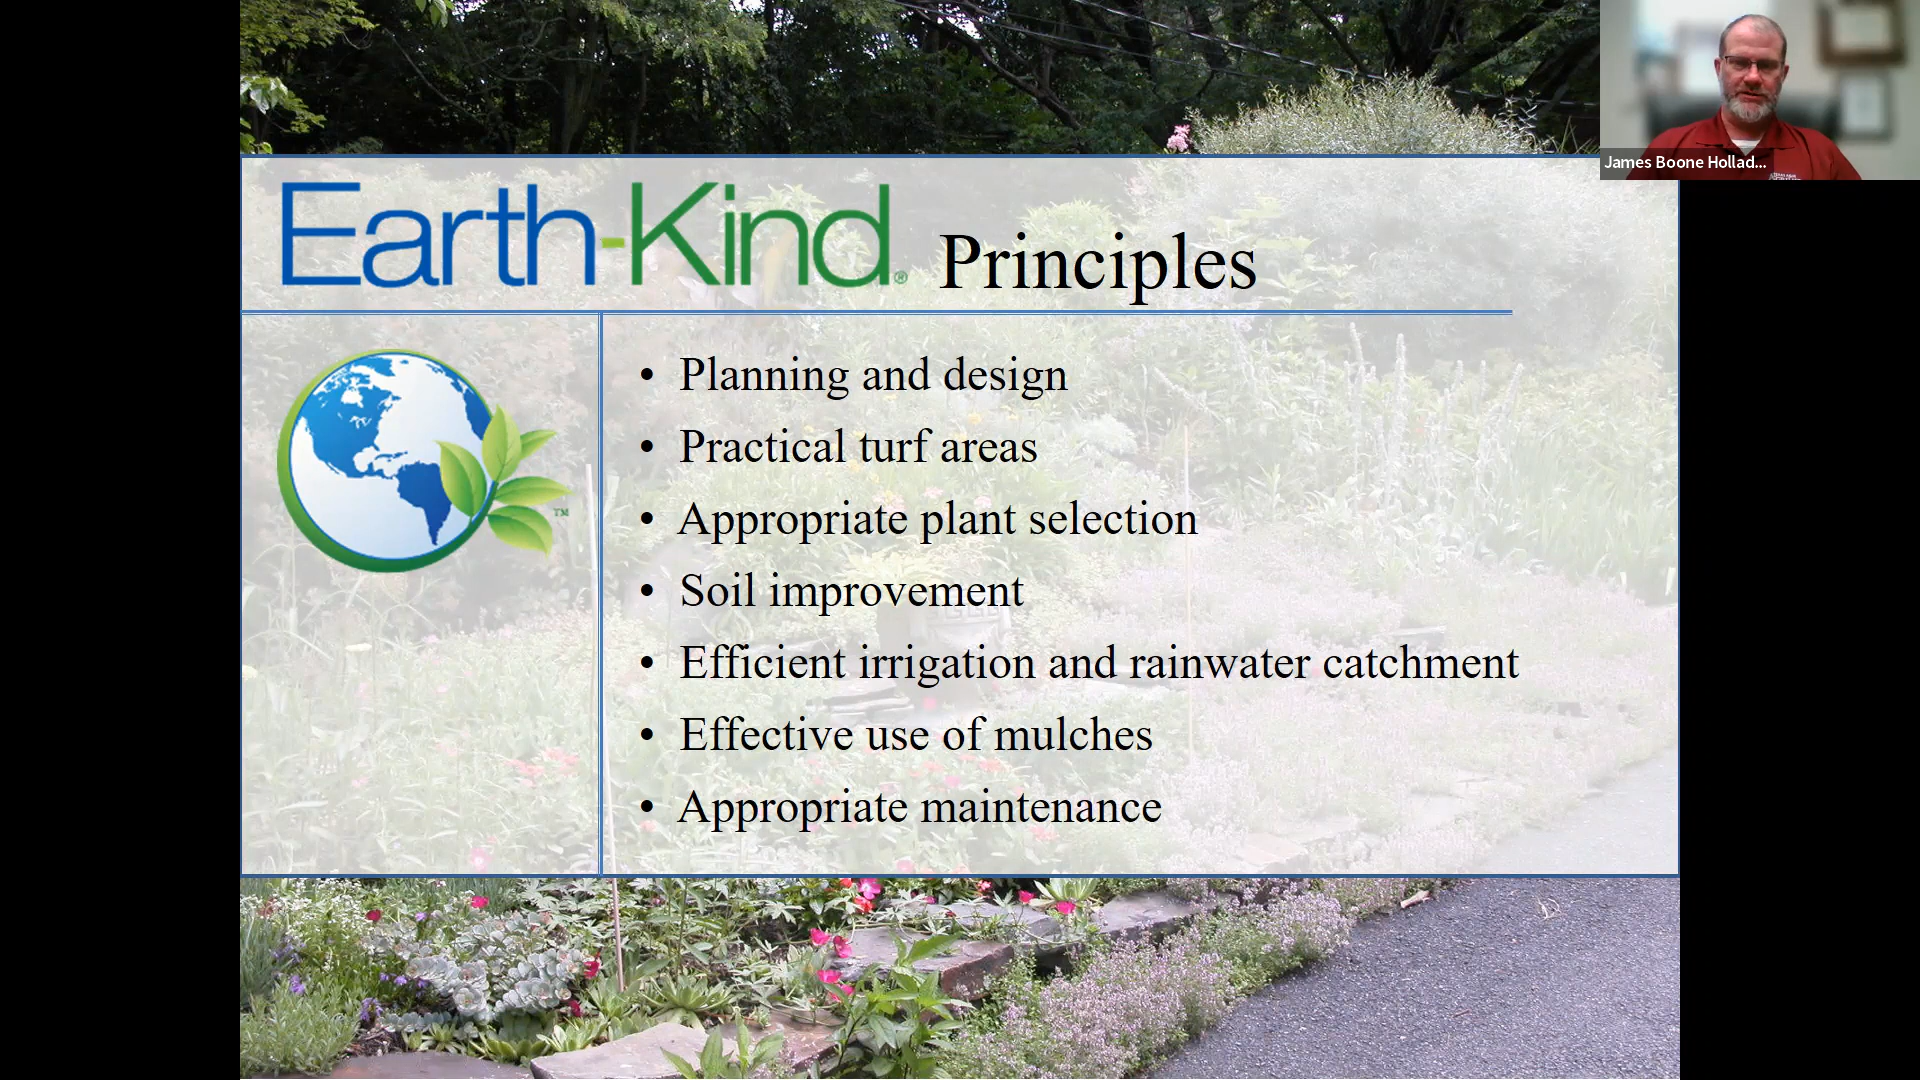 James Boone Hollad...
Earth-Kind® Principles
• Planning and design
• Practical turf areas
• Appropriate plant selection
• Soil improvement
• Efficient irrigation and rainwater catchment
• Effective use of mulches
• Appropriate maintenance
TM